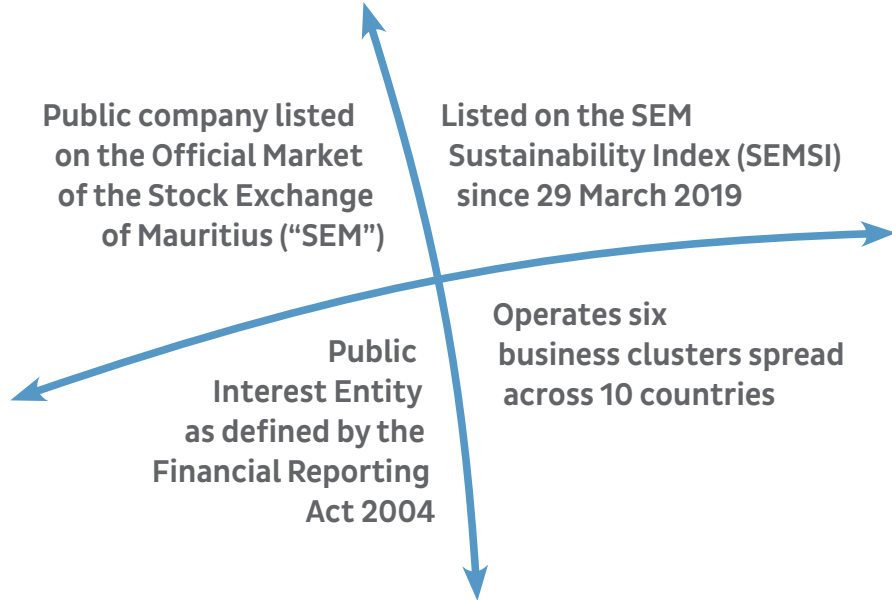 Public company listed
on the Official Market
of the Stock Exchange
of Mauritius (“SEM”)
Listed on the SEM
Sustainability Index (SEMSI)
since 29 March 2019
Public
Interest Entity
as defined by the
Financial Reporting
Act 2004
Operates six
business clusters spread
across 10 countries